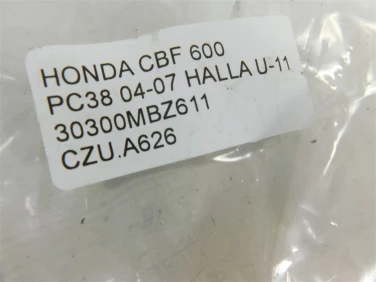 HONDA CBF 600
PC38 04-07 HALLA U-11
30300MBZ611
CZU.A626